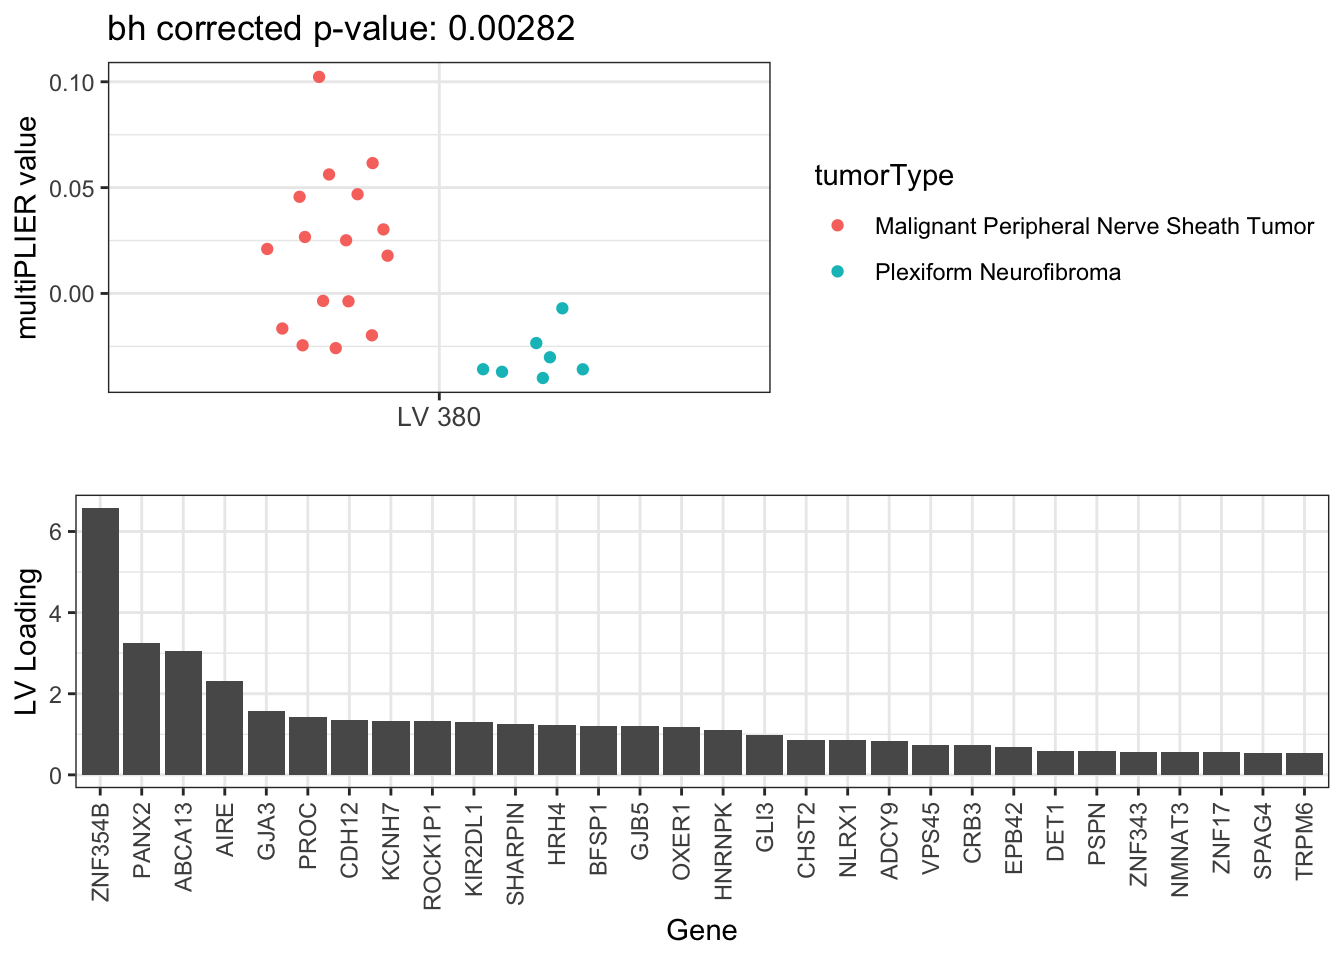 bh corrected p-value: 0.00282
multiPLIER value
0.10
0.05
0.00
LV 380
tumorType
Malignant Peripheral Nerve Sheath Tumor
Plexiform Neurofibroma
LV Loading
6
4
2
0
ZNF354B
PANX2
ABCA13
AIRE
GJA3
PROC
CDH12
KCNH7
ROCK1P1
KIR2DL1
SHARPIN
HRH4
BFSP1
GJB5
OXER1
HNRNPK
GLI3
CHST2
NLRX1
ADCY9
VPS45
CRB3
EPB42
DET1
PSPN
ZNF343
NMNAT3
ZNF17
SPAG4
TRPM6
Gene